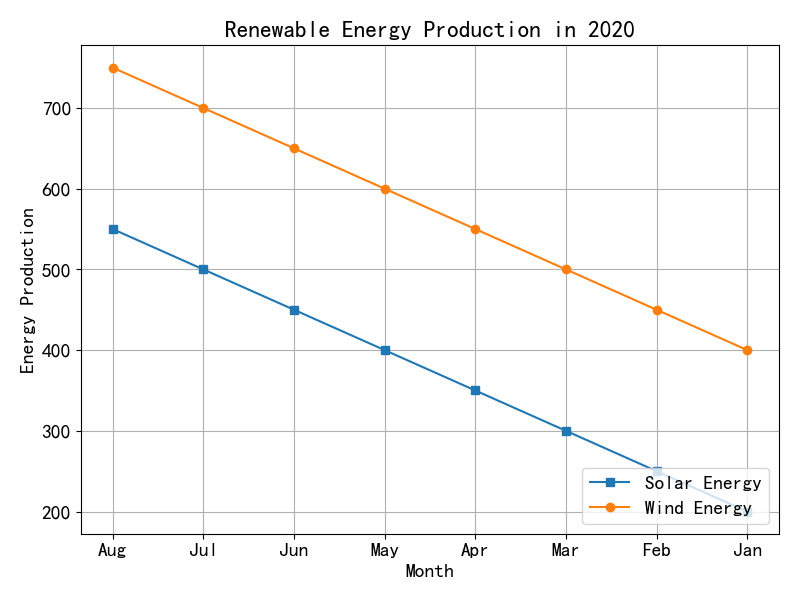 Renewable Energy Production in 2020
Energy Production
700
600
500
400
300
200
Solar Energy
Wind Energy
Aug Jul Jun May Apr Mar Feb Jan
Month